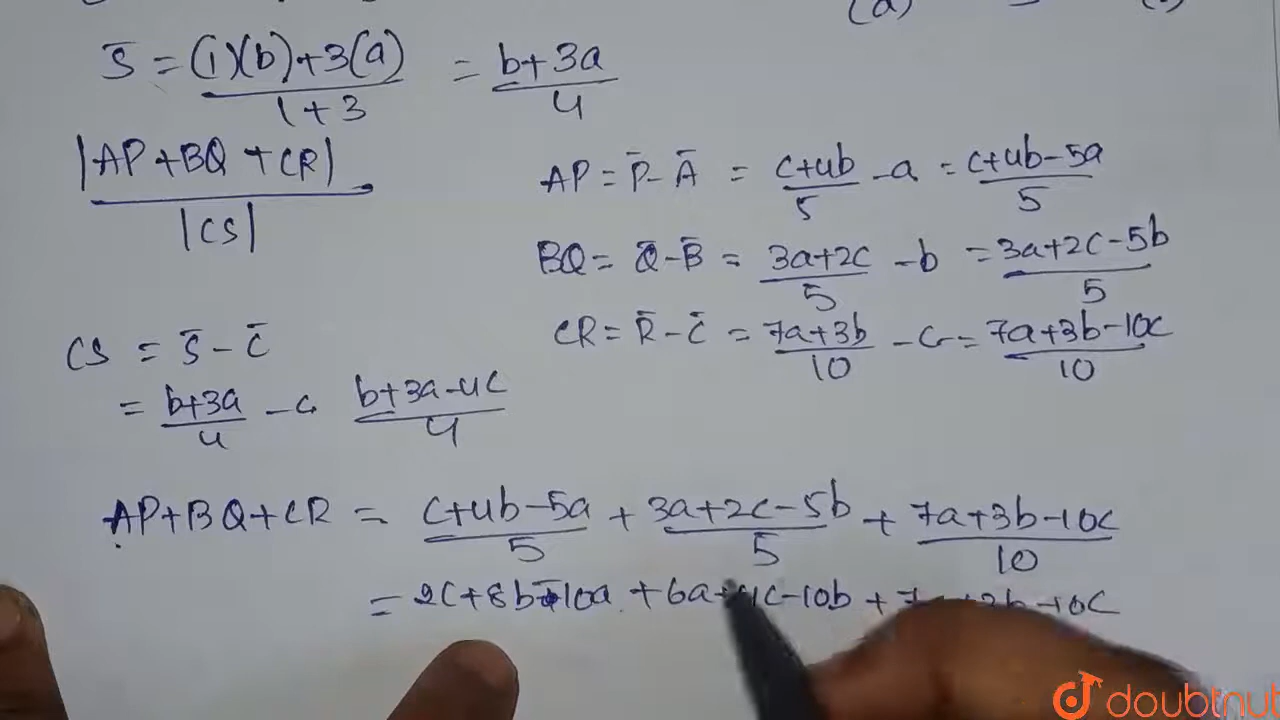 (a)
S̄ = (1)(b)+3(a) / 1+3 = b+3a / 4
|AP+BQ+CR| / |CS|
AP = P̄-Ā = c+4b / 5 -a = c+4b-5a / 5
BQ = Q̄-B̄ = 3a+2c / 5 -b = 3a+2c-5b / 5
CR = R̄-C̄ = 7a+3b / 10 -c = 7a+3b-10c / 10
CS = S̄-C̄
= b+3a / 4 -c b+3a-4c / 4
AP+BQ+CR = c+4b-5a / 5 + 3a+2c-5b / 5 + 7a+3b-10c / 10
= 2c+8b-10a + 6a+4c-10b + 7a+3b-10c
doubtnut